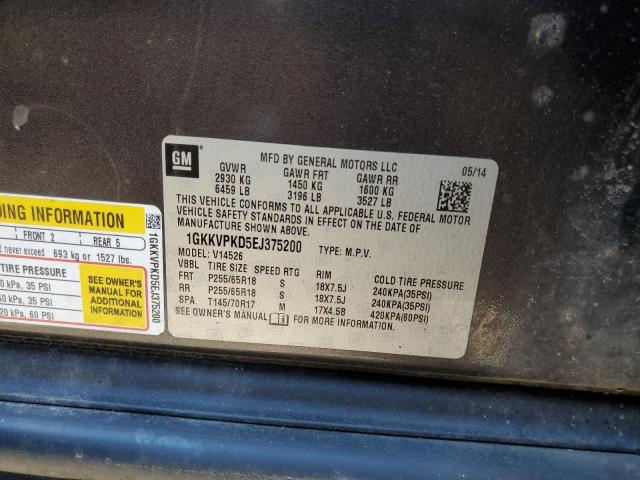 GM
MFD BY GENERAL MOTORS LLC
05/14
GVWR GAWR FRT GAWR RR
2930 KG 1450 KG 1600 KG
6459 LB 3196 LB 3527 LB
THIS VEHICLE CONFORMS TO ALL APPLICABLE U.S. FEDERAL MOTOR
VEHICLE SAFETY STANDARDS IN EFFECT ON THE DATE OF
MANUFACTURE SHOWN ABOVE.
1GKKVPKD5EJ375200 TYPE: M.P.V.
MODEL: V14526
VBBL TIRE SIZE SPEED RTG RIM COLD TIRE PRESSURE
FRT P255/65R18 S 18X7.5J 240KPA(35PSI)
RR P255/65R18 S 18X7.5J 240KPA(35PSI)
SPA T145/70R17 M 17X4.5B 420KPA(60PSI)
SEE OWNER'S MANUAL FOR MORE INFORMATION.
DING INFORMATION
FRONT 2 REAR 5
never exceed 693 kg or 1527 lbs.
TIRE PRESSURE
0 kPa, 35 PSI
kPa, 35 PSI
20 kPa, 60 PSI
SEE OWNER'S
MANUAL FOR
ADDITIONAL
INFORMATION
1GKKVPKD5EJ375200